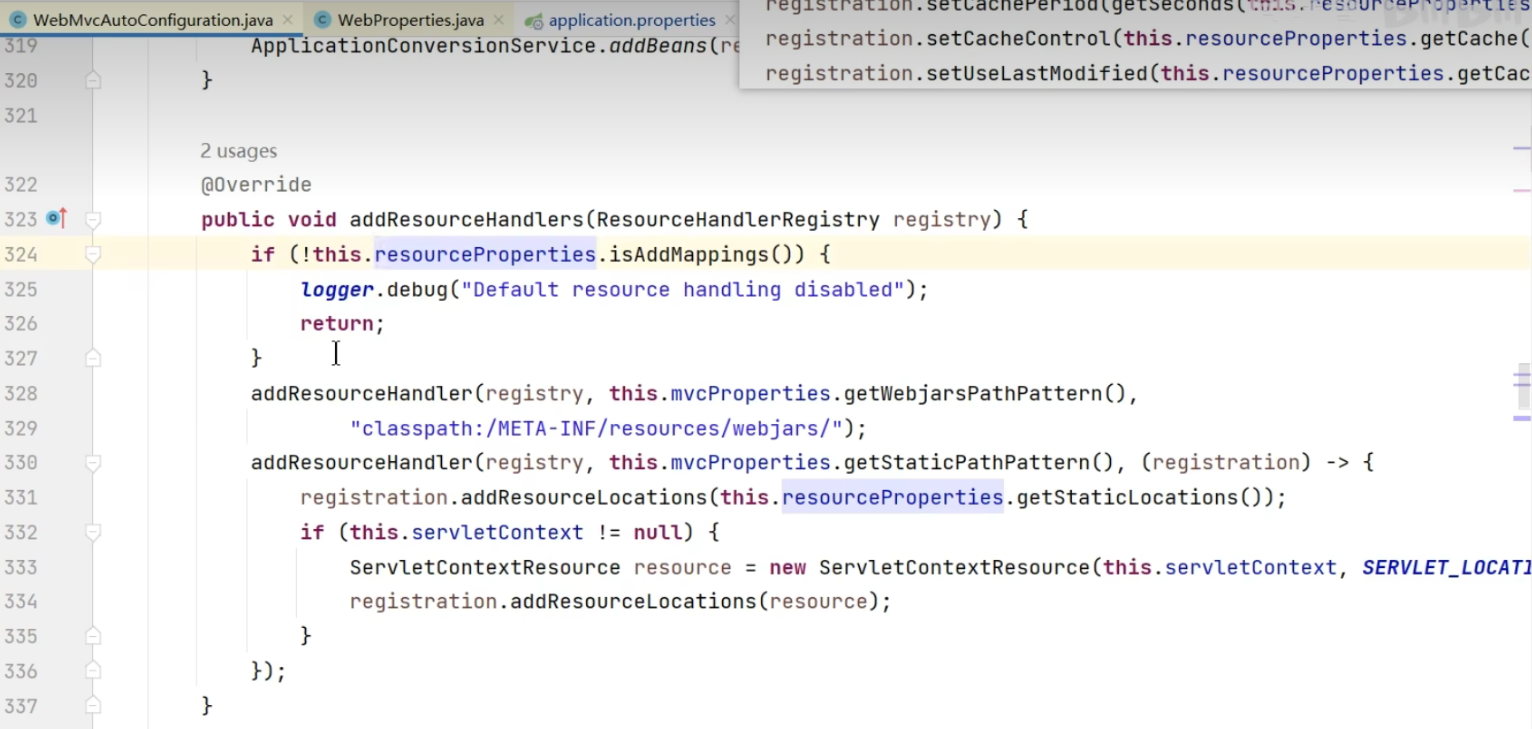 WebMvcAutoConfiguration.java × WebProperties.java × application.properties ×
registration.setCachePeriod(getSeconds(this.resourceProperties
registration.setCacheControl(this.resourceProperties.getCache(
registration.setUseLastModified(this.resourceProperties.getCac
319 ApplicationConversionService.addBeans(re
320 }
321
2 usages
322 @Override
323 public void addResourceHandlers(ResourceHandlerRegistry registry) {
324 if (!this.resourceProperties.isAddMappings()) {
325 logger.debug("Default resource handling disabled");
326 return;
327 }
328 addResourceHandler(registry, this.mvcProperties.getWebjarsPathPattern(),
329 "classpath:/META-INF/resources/webjars/");
330 addResourceHandler(registry, this.mvcProperties.getStaticPathPattern(), (registration) -> {
331 registration.addResourceLocations(this.resourceProperties.getStaticLocations());
332 if (this.servletContext != null) {
333 ServletContextResource resource = new ServletContextResource(this.servletContext, SERVLET_LOCATI
334 registration.addResourceLocations(resource);
335 }
336 });
337 }